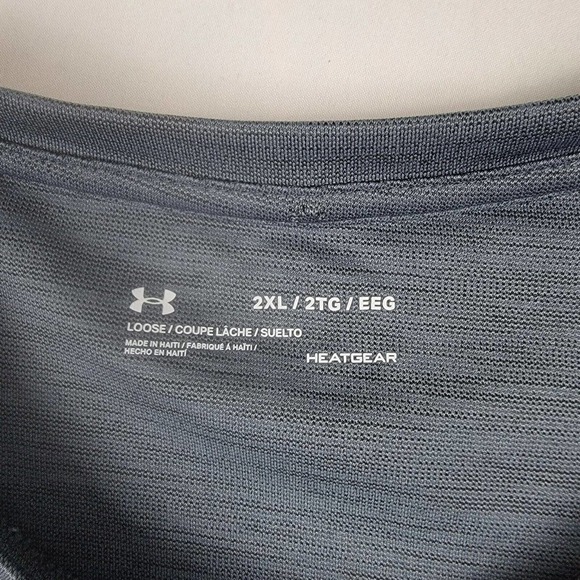 2XL / 2TG / EEG
LOOSE / COUPE LÂCHE / SUELTO
MADE IN HAITI / FABRIQUÉ À HAÏTI /
HECHO EN HAITÍ
HEATGEAR